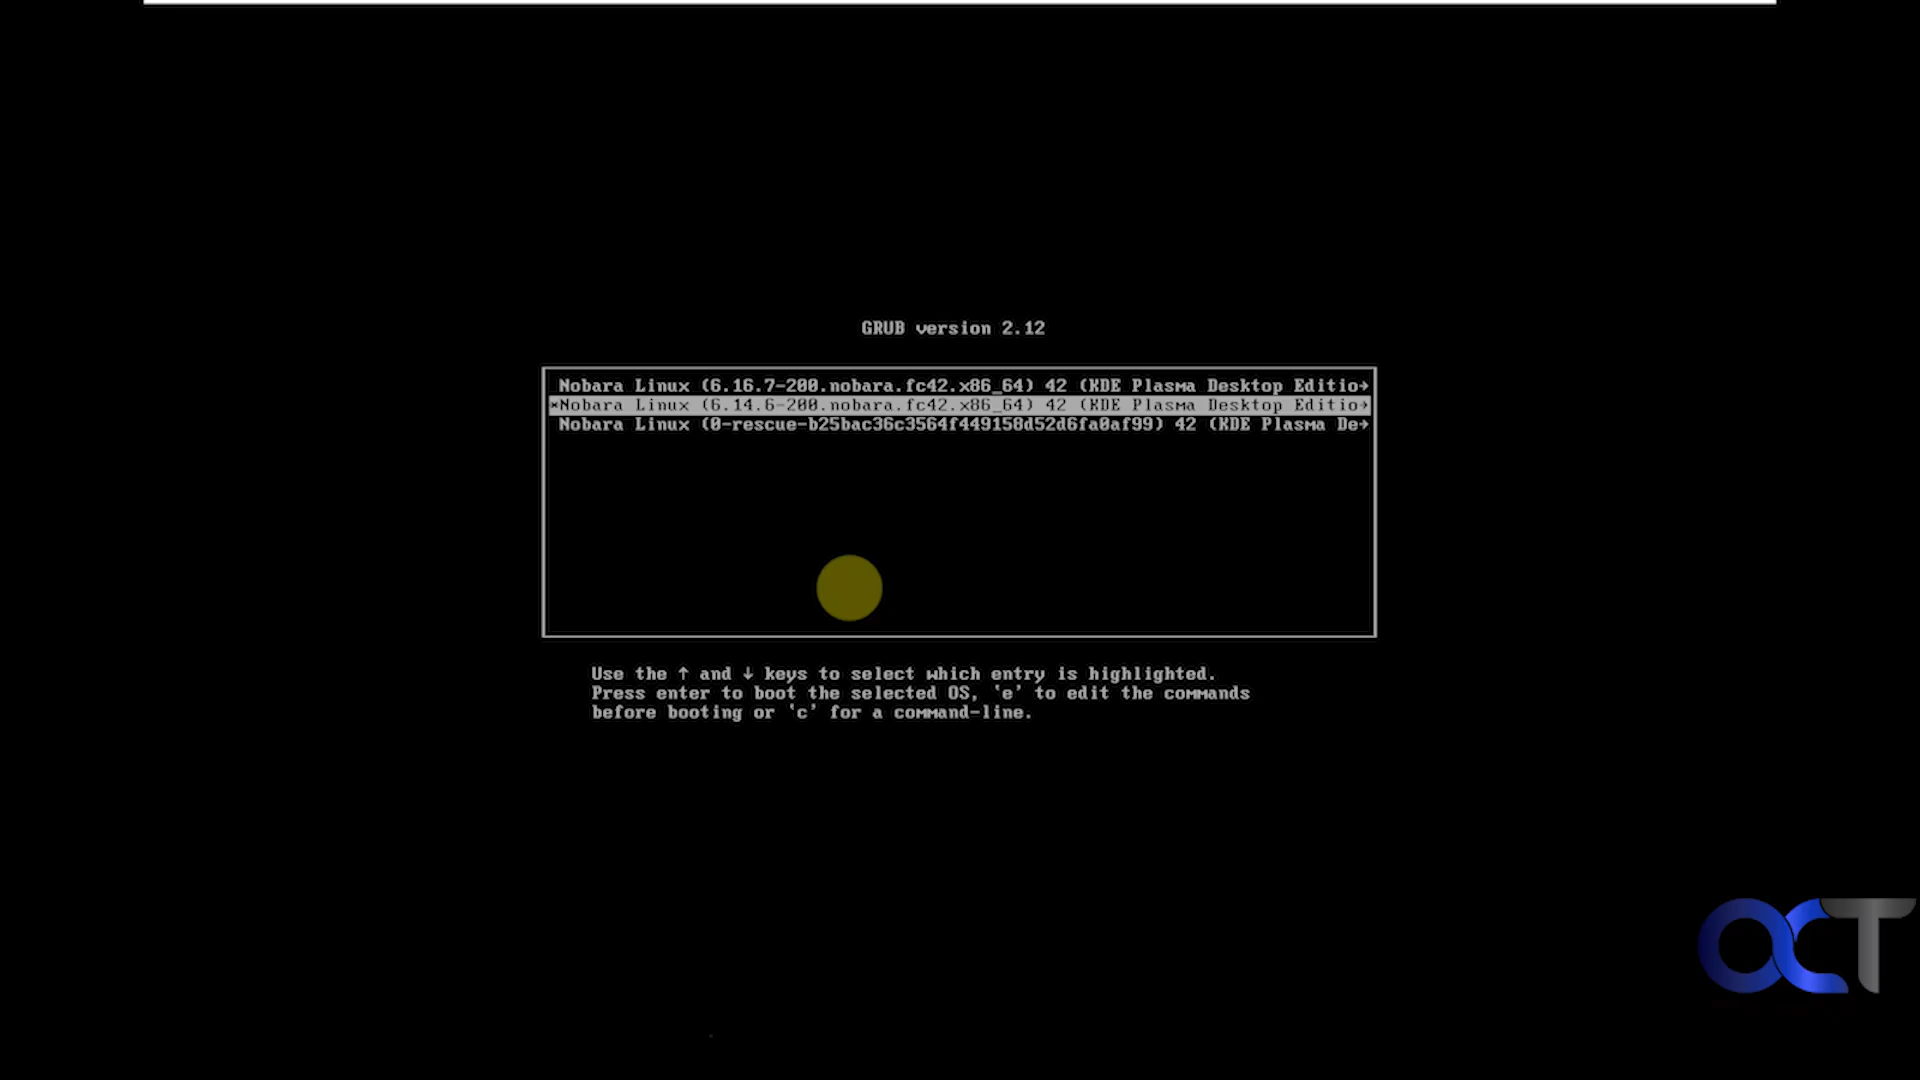 GRUB version 2.12
Nobara Linux (6.16.7-200.nobara.fc42.x86_64) 42 (KDE Plasma Desktop Editio→
*Nobara Linux (6.14.6-200.nobara.fc42.x86_64) 42 (KDE Plasma Desktop Editio→
Nobara Linux (0-rescue-b25bac36c3564f449158d52d6fa0af99) 42 (KDE Plasma De→
Use the ↑ and ↓ keys to select which entry is highlighted.
Press enter to boot the selected OS, `e' to edit the commands
before booting or `c' for a command-line.
OCT